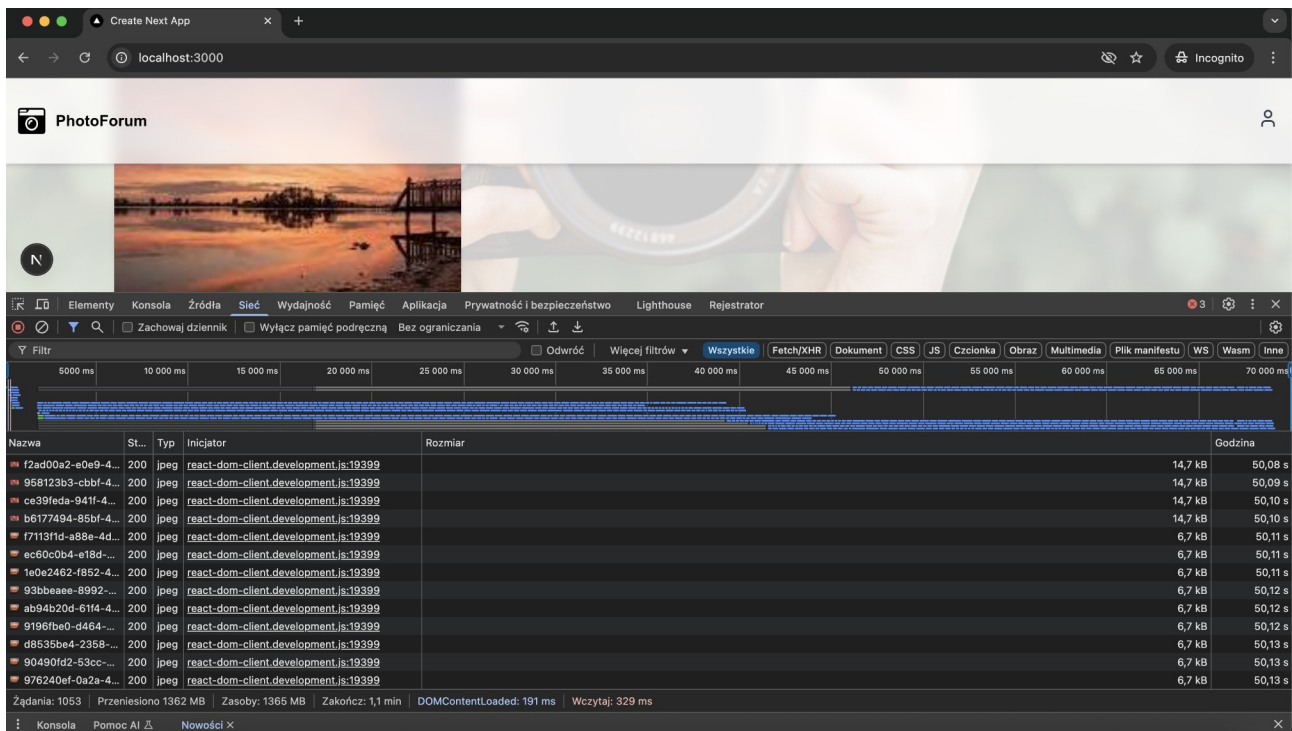 Create Next App
localhost:3000
Incognito
PhotoForum
N
Elementy Konsola Źródła Sieć Wydajność Pamięć Aplikacja Prywatność i bezpieczeństwo Lighthouse Rejestrator 3
Zachowaj dziennik Wyłącz pamięć podręczną Bez ograniczania
Filtr Odwróć Więcej filtrów Wszystkie Fetch/XHR Dokument CSS JS Czcionka Obraz Multimedia Plik manifestu WS Wasm Inne
5000 ms 10 000 ms 15 000 ms 20 000 ms 25 000 ms 30 000 ms 35 000 ms 40 000 ms 45 000 ms 50 000 ms 55 000 ms 60 000 ms 65 000 ms 70 000 ms
Nazwa St... Typ Inicjator Rozmiar Godzina
f2ad00a2-e0e9-4... 200 jpeg react-dom-client.development.js:19399 14,7 kB 50,08 s
958123b3-cbbf-4... 200 jpeg react-dom-client.development.js:19399 14,7 kB 50,09 s
ce39feda-941f-4... 200 jpeg react-dom-client.development.js:19399 14,7 kB 50,10 s
b6177494-85bf-4... 200 jpeg react-dom-client.development.js:19399 14,7 kB 50,10 s
f7113f1d-a88e-4d... 200 jpeg react-dom-client.development.js:19399 6,7 kB 50,11 s
ec60c0b4-e18d-... 200 jpeg react-dom-client.development.js:19399 6,7 kB 50,11 s
1e0e2462-f852-4... 200 jpeg react-dom-client.development.js:19399 6,7 kB 50,11 s
93bbeaee-8992-... 200 jpeg react-dom-client.development.js:19399 6,7 kB 50,12 s
ab94b20d-61f4-4... 200 jpeg react-dom-client.development.js:19399 6,7 kB 50,12 s
9196fbe0-d464-... 200 jpeg react-dom-client.development.js:19399 6,7 kB 50,12 s
d8535be4-2358-... 200 jpeg react-dom-client.development.js:19399 6,7 kB 50,13 s
90490fd2-53cc-... 200 jpeg react-dom-client.development.js:19399 6,7 kB 50,13 s
976240ef-0a2a-4... 200 jpeg react-dom-client.development.js:19399 6,7 kB 50,13 s
Żądania: 1053 Przeniesiono 1362 MB Zasoby: 1365 MB Zakończ: 1,1 min DOMContentLoaded: 191 ms Wczytaj: 329 ms
Konsola Pomoc AI Nowości